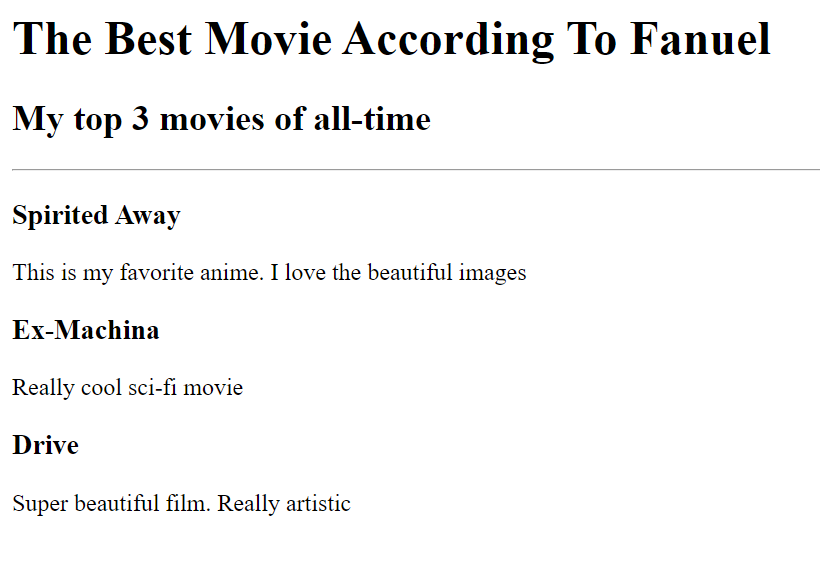 The Best Movie According To Fanuel
My top 3 movies of all-time
Spirited Away
This is my favorite anime. I love the beautiful images
Ex-Machina
Really cool sci-fi movie
Drive
Super beautiful film. Really artistic